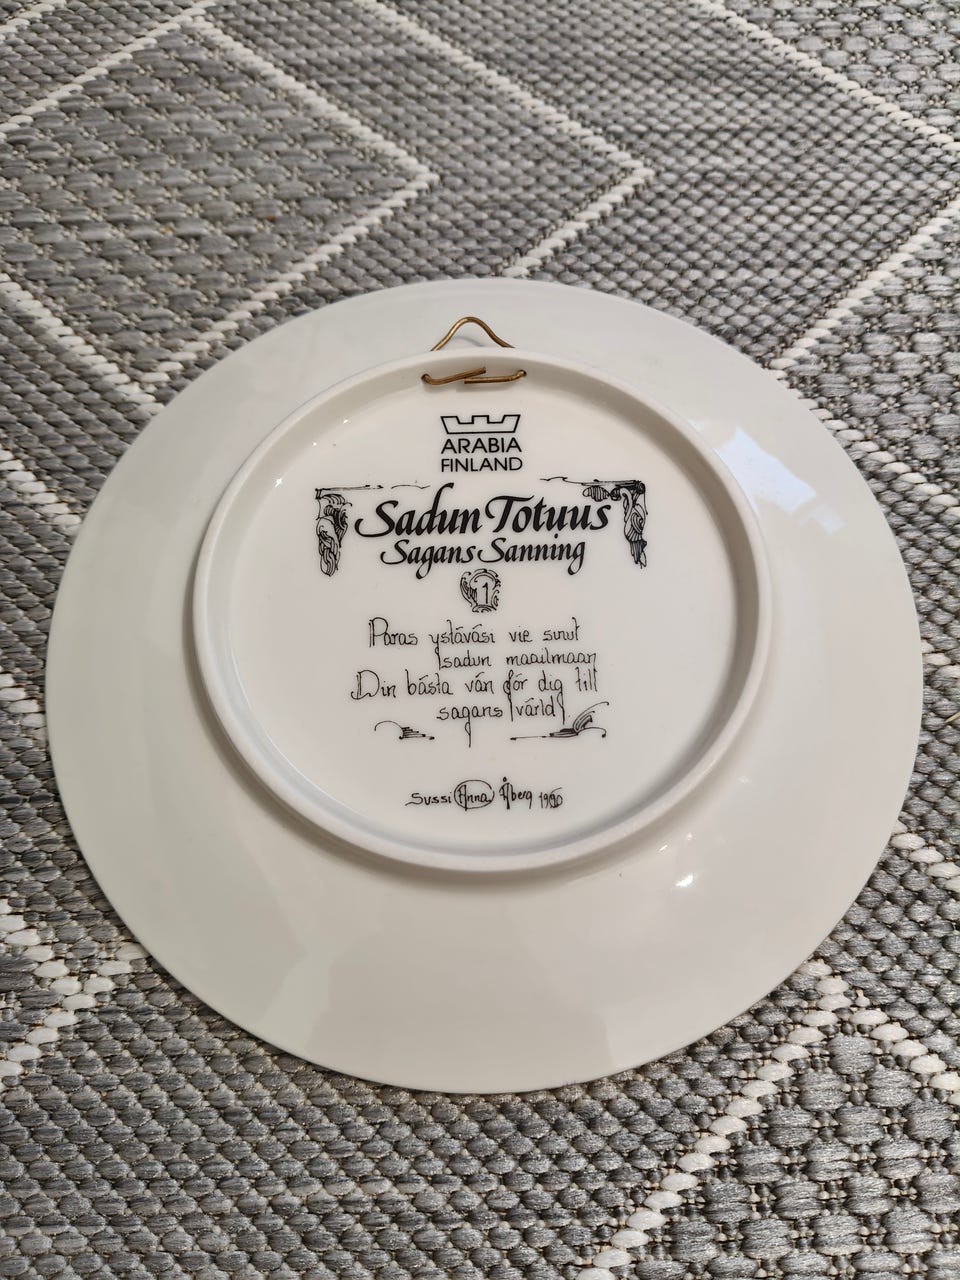 ARABIA
FINLAND
Sadun Totuus
Sagans Sanning
1
Paras ystäväsi vie sinut
sadun maailmaan
Din bästa vän för dig till
sagans värld
Sussi Anna Åberg 1990